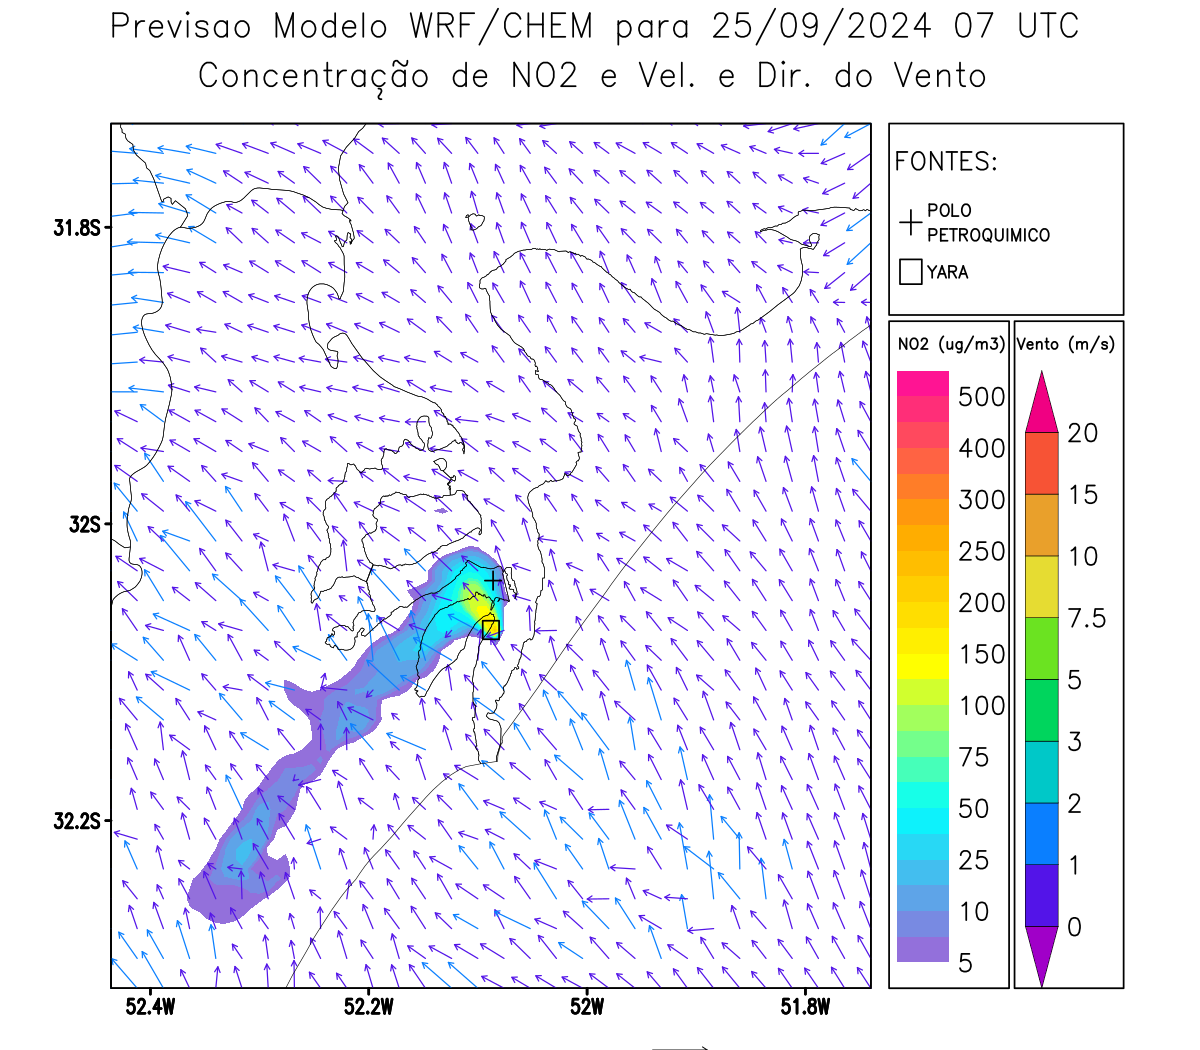 Previsao Modelo WRF/CHEM para 25/09/2024 07 UTC
Concentração de NO2 e Vel. e Dir. do Vento
FONTES:
POLO
PETROQUIMICO
YARA
NO2 (ug/m3)
500
400
300
250
200
150
100
75
50
25
10
5
Vento (m/s)
20
15
10
7.5
5
3
2
1
0
31.8S
32S
32.2S
52.4W
52.2W
52W
51.8W